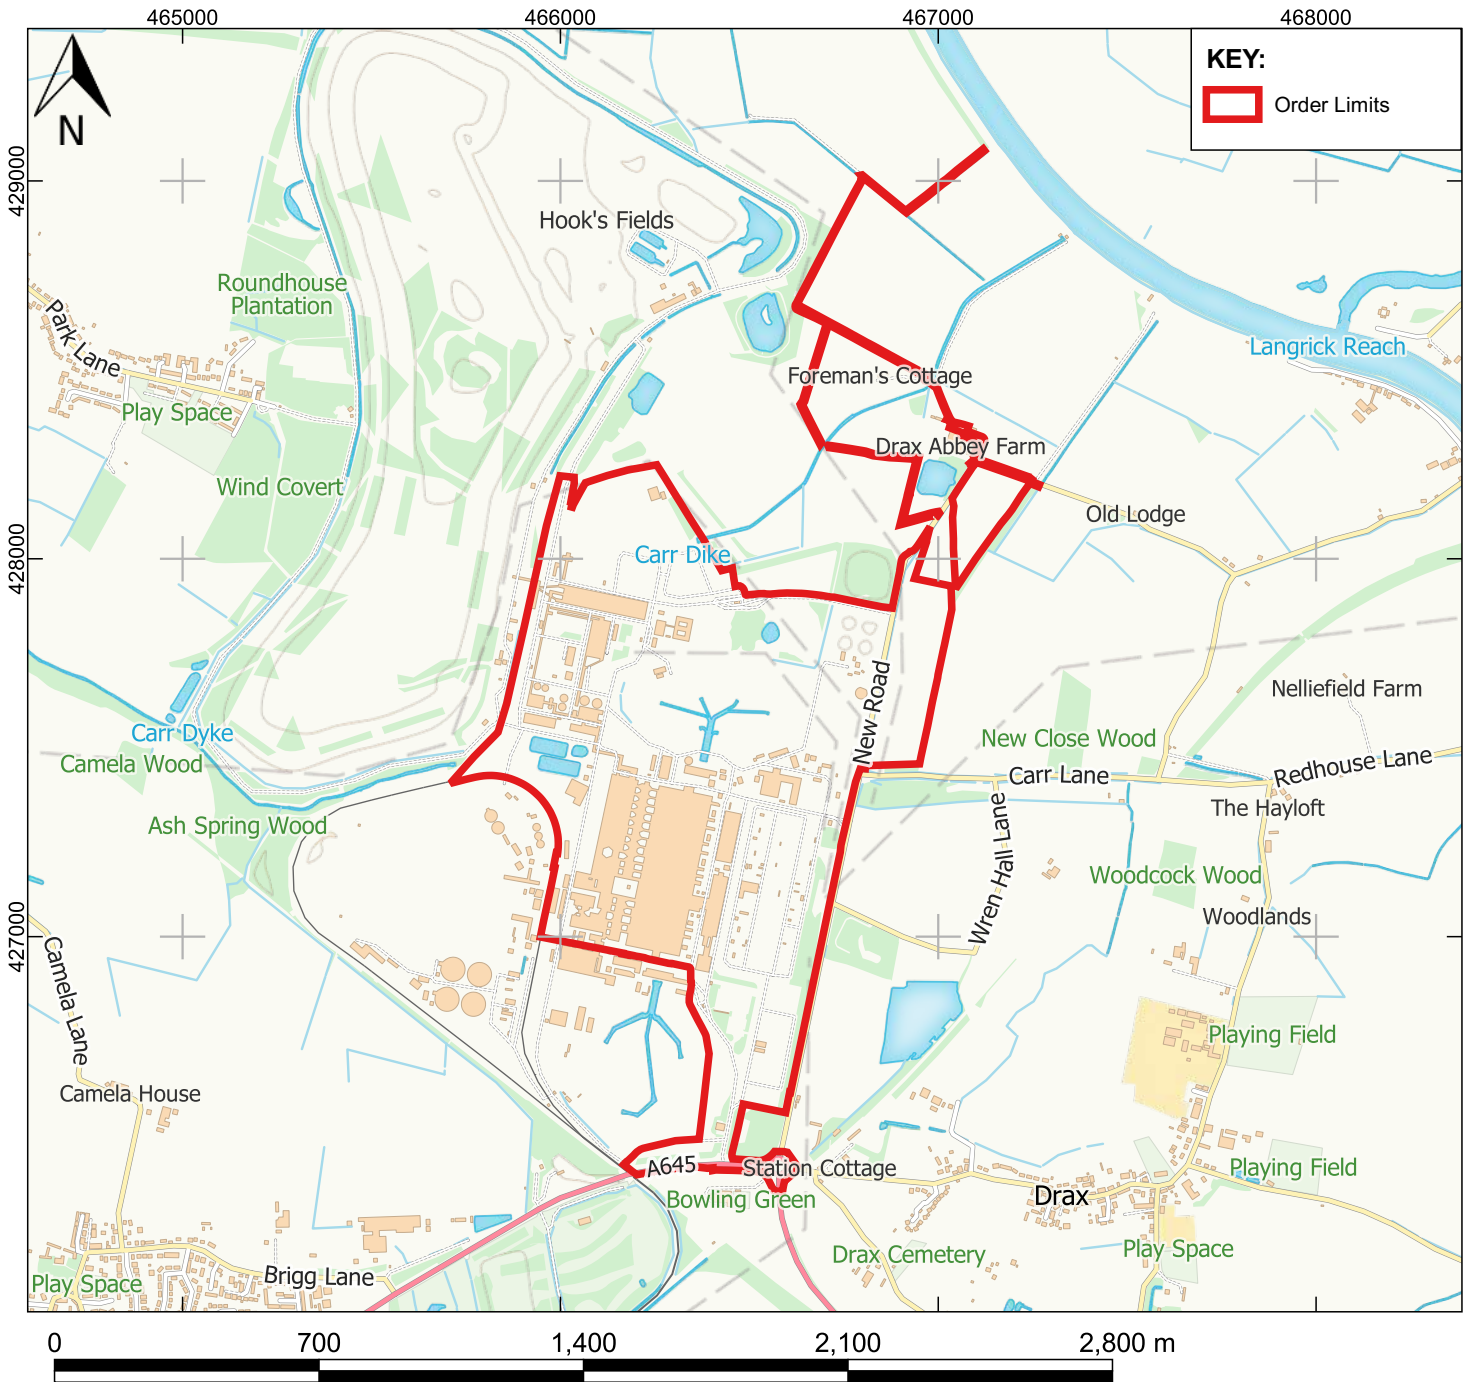 465000
466000
467000
468000
KEY:
Order Limits
N
429000
Hook's Fields
Roundhouse
Plantation
Park Lane
Langrick Reach
Foreman's Cottage
Play Space
Drax Abbey Farm
Wind Covert
Old Lodge
428000
Carr Dike
New Road
Nelliefield Farm
Carr Dyke
New Close Wood
Camela Wood
Carr Lane
Redhouse Lane
The Hayloft
Ash Spring Wood
Wren Hall Lane
Woodcock Wood
Woodlands
427000
Camela Lane
Playing Field
Camela House
A645
Station Cottage
Playing Field
Bowling Green
Drax
Drax Cemetery
Play Space
Brigg Lane
Play Space
0
700
1,400
2,100
2,800 m